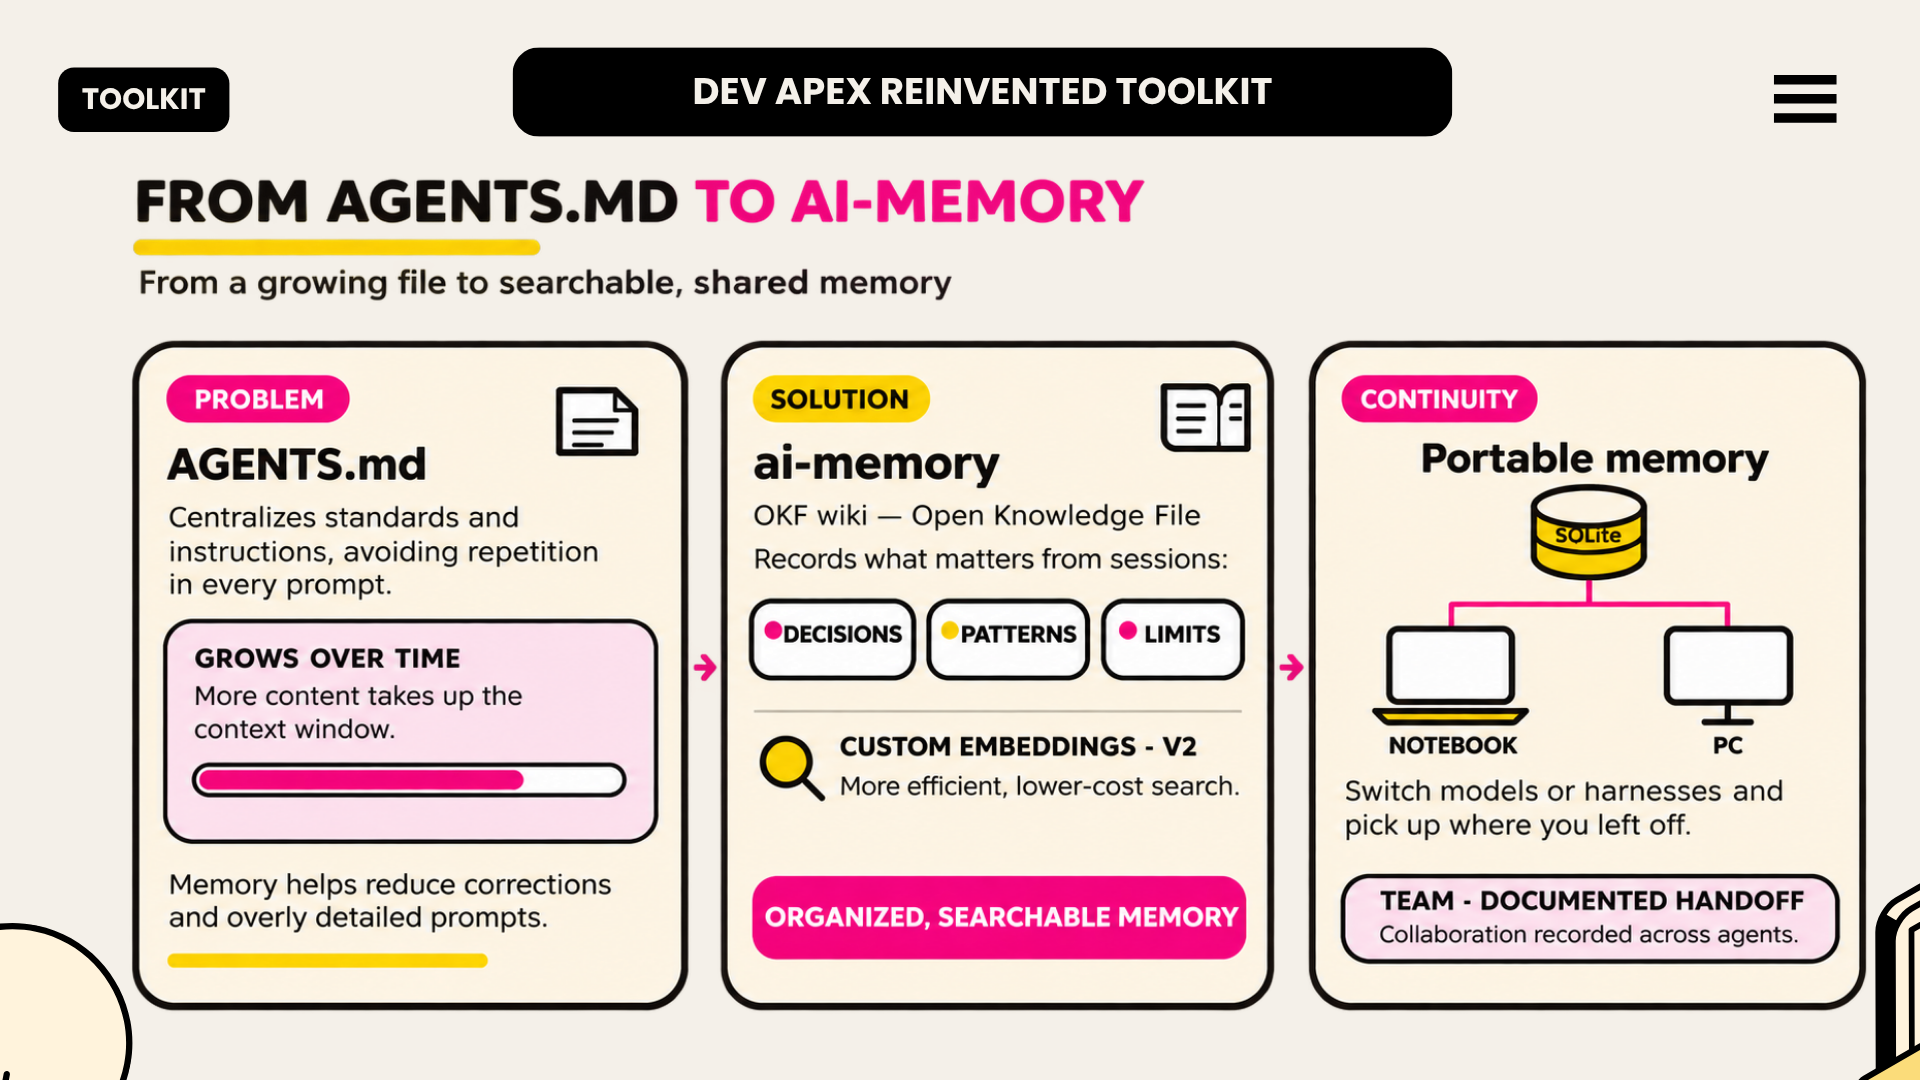 TOOLKIT
DEV APEX REINVENTED TOOLKIT
FROM AGENTS.MD TO AI-MEMORY
From a growing file to searchable, shared memory
PROBLEM
AGENTS.md
Centralizes standards and
instructions, avoiding repetition
in every prompt.
GROWS OVER TIME
More content takes up the
context window.
Memory helps reduce corrections
and overly detailed prompts.
SOLUTION
ai-memory
OKF wiki — Open Knowledge File
Records what matters from sessions:
DECISIONS
PATTERNS
LIMITS
CUSTOM EMBEDDINGS - V2
More efficient, lower-cost search.
ORGANIZED, SEARCHABLE MEMORY
CONTINUITY
Portable memory
SQLite
NOTEBOOK
PC
Switch models or harnesses and
pick up where you left off.
TEAM - DOCUMENTED HANDOFF
Collaboration recorded across agents.